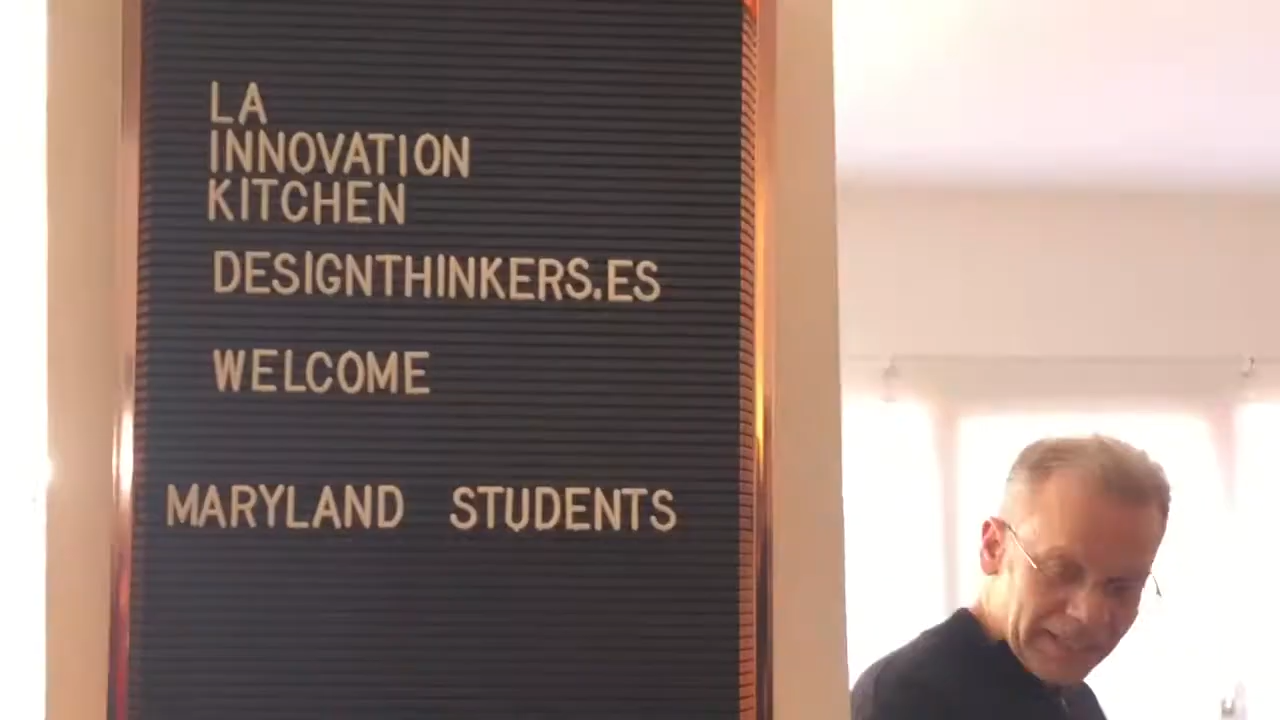 LA
INNOVATION
KITCHEN
DESIGNTHINKERS.ES
WELCOME
MARYLAND STUDENTS